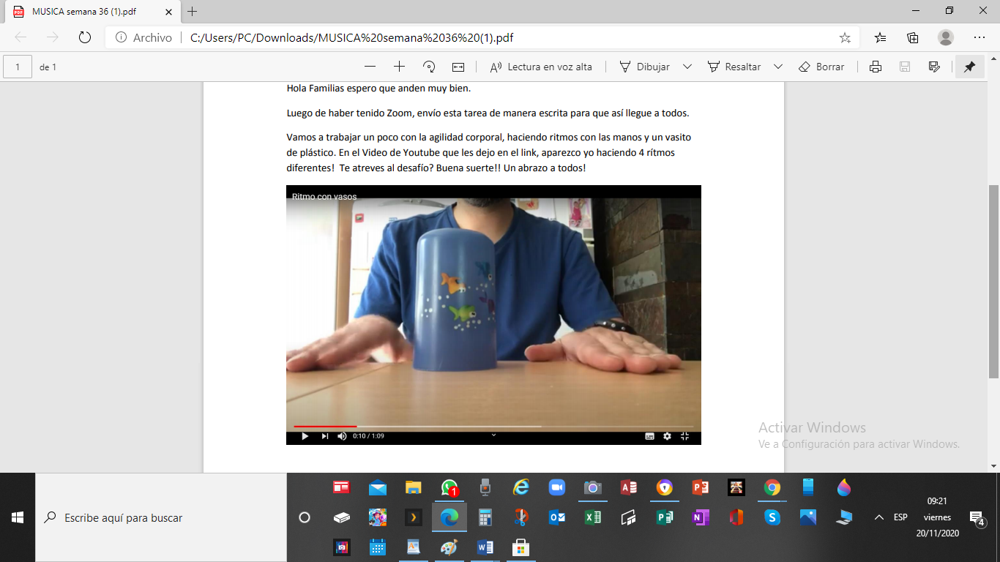 MUSICA semana 36 (1).pdf
Archivo
C:/Users/PC/Downloads/MUSICA%20semana%2036%20(1).pdf
1 de 1
Lectura en voz alta
Dibujar
Resaltar
Borrar
Hola Familias espero que anden muy bien.
Luego de haber tenido Zoom, envío esta tarea de manera escrita para que así llegue a todos.
Vamos a trabajar un poco con la agilidad corporal, haciendo ritmos con las manos y un vasito
de plástico. En el Video de Youtube que les dejo en el link, aparezco yo haciendo 4 rítmos
diferentes!  Te atreves al desafío? Buena suerte!! Un abrazo a todos!
Ritmo con vasos
0:10 / 1:09
Activar Windows
Ve a Configuración para activar Windows.
Escribe aquí para buscar
1
ESP
09:21
viernes
20/11/2020
4